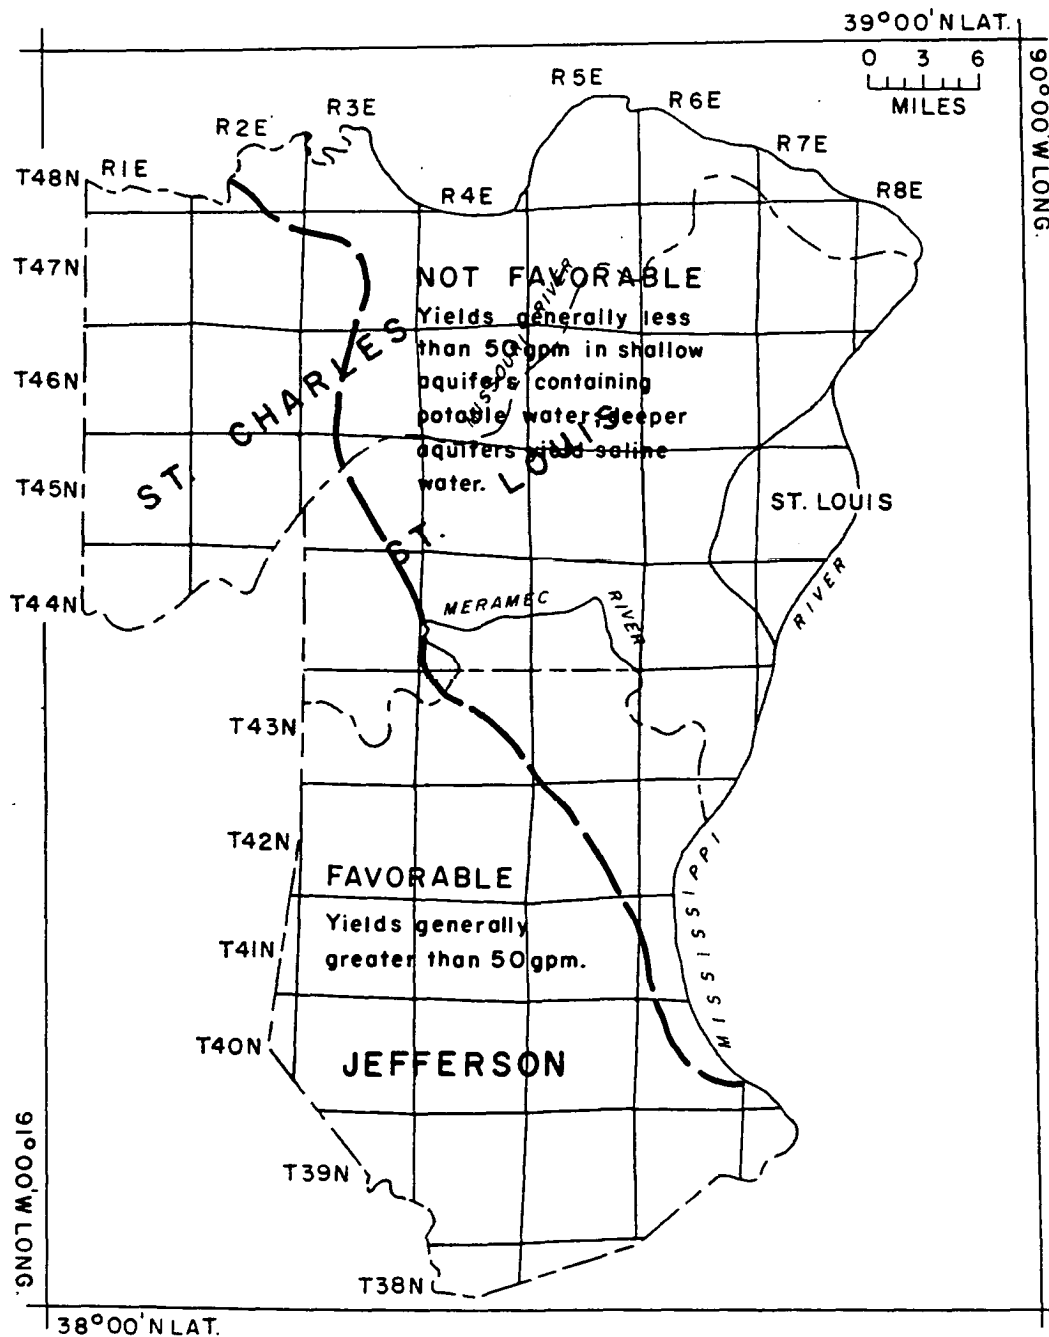 39°00'N LAT.
0 3 6
MILES
90°00'W LONG.
R5E
R6E
R3E
R2E
R7E
T48N
R1E
R4E
R8E
T47N
NOT FAVORABLE
Yields generally less
than 50 gpm in shallow
aquifers containing
potable water; deeper
aquifers yield saline
water.
MISSOURI RIVER
T46N
ST. CHARLES
T45N
ST. LOUIS
ST. LOUIS
T44N
MERAMEC RIVER
RIVER
T43N
T42N
MISSISSIPPI
FAVORABLE
Yields generally
greater than 50 gpm.
T41N
T40N
JEFFERSON
T39N
91°00'W LONG.
T38N
38°00'N LAT.